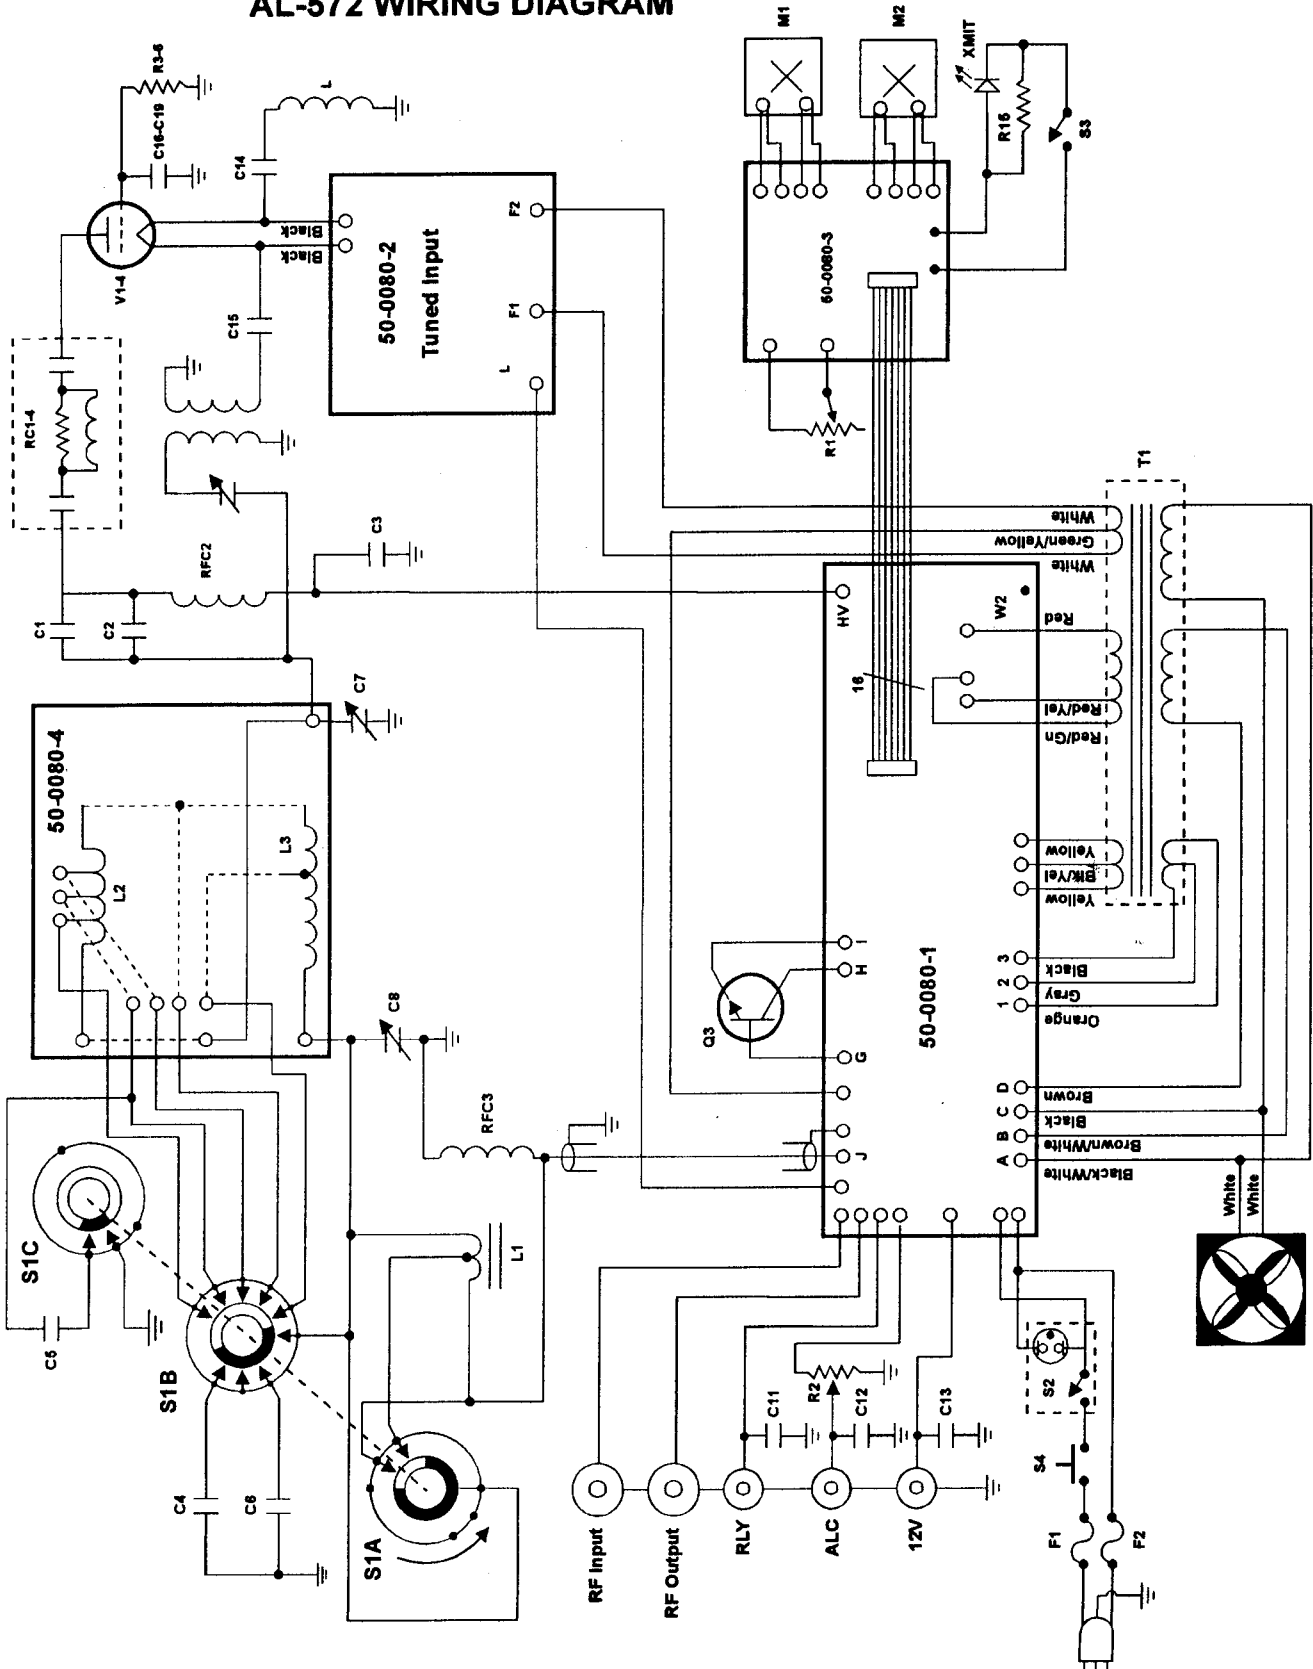 AL-572 WIRING DIAGRAM
M1
M2
XMIT
R3-6
C16-C19
L
C14
R15
S3
V1-4
Black
Black
50-0080-2
Tuned Input
F2
F1
L
50-0080-3
C15
RC1-4
R1
T1
C3
RFC2
White
Green/Yellow
White
C1
C2
HV
W2
Red
16
Red/Yel
Red/Gn
C7
50-0080-4
L2
L3
Yellow
Blk/Yel
Yellow
I
H
G
Q3
50-0080-1
3
2
1
Black
Gray
Orange
C8
D
C
B
A
Brown
Black
Brown/White
Black/White
J
RFC3
S1C
C5
L1
White
White
S1B
C4
C6
S1A
R2
C11
C12
C13
S2
S4
RF Input
RF Output
RLY
ALC
12V
F1
F2